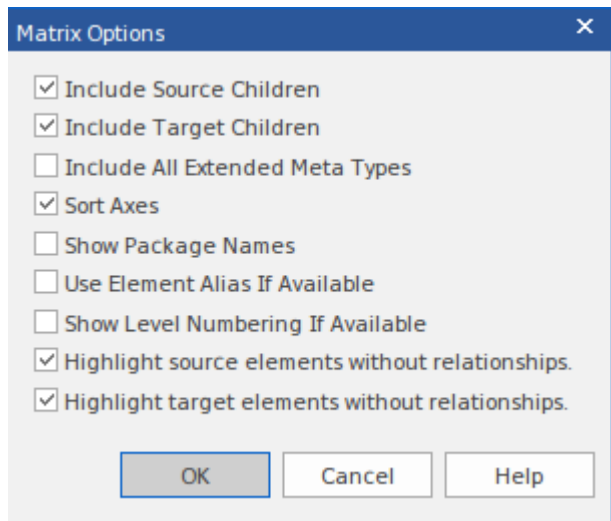 Matrix Options
Include Source Children
Include Target Children
Include All Extended Meta Types
Sort Axes
Show Package Names
Use Element Alias If Available
Show Level Numbering If Available
Highlight source elements without relationships.
Highlight target elements without relationships.
OK Cancel Help